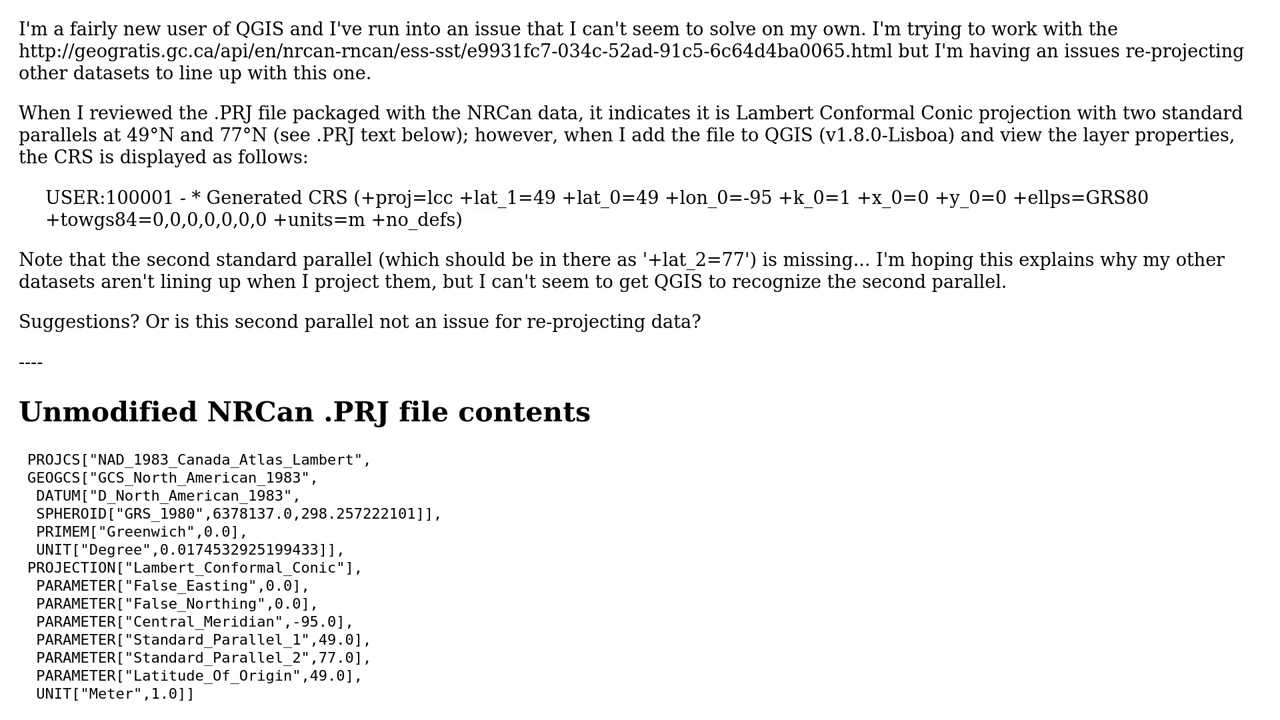 I'm a fairly new user of QGIS and I've run into an issue that I can't seem to solve on my own. I'm trying to work with the
http://geogratis.gc.ca/api/en/nrcan-rncan/ess-sst/e9931fc7-034c-52ad-91c5-6c64d4ba0065.html but I'm having an issues re-projecting
other datasets to line up with this one.
When I reviewed the .PRJ file packaged with the NRCan data, it indicates it is Lambert Conformal Conic projection with two standard
parallels at 49°N and 77°N (see .PRJ text below); however, when I add the file to QGIS (v1.8.0-Lisboa) and view the layer properties,
the CRS is displayed as follows:
USER:100001 - * Generated CRS (+proj=lcc +lat_1=49 +lat_0=49 +lon_0=-95 +k_0=1 +x_0=0 +y_0=0 +ellps=GRS80
+towgs84=0,0,0,0,0,0,0 +units=m +no_defs)
Note that the second standard parallel (which should be in there as '+lat_2=77') is missing... I'm hoping this explains why my other
datasets aren't lining up when I project them, but I can't seem to get QGIS to recognize the second parallel.
Suggestions? Or is this second parallel not an issue for re-projecting data?
----
Unmodified NRCan .PRJ file contents
PROJCS["NAD_1983_Canada_Atlas_Lambert",
GEOGCS["GCS_North_American_1983",
DATUM["D_North_American_1983",
SPHEROID["GRS_1980",6378137.0,298.257222101]],
PRIMEM["Greenwich",0.0],
UNIT["Degree",0.0174532925199433]],
PROJECTION["Lambert_Conformal_Conic"],
PARAMETER["False_Easting",0.0],
PARAMETER["False_Northing",0.0],
PARAMETER["Central_Meridian",-95.0],
PARAMETER["Standard_Parallel_1",49.0],
PARAMETER["Standard_Parallel_2",77.0],
PARAMETER["Latitude_Of_Origin",49.0],
UNIT["Meter",1.0]]